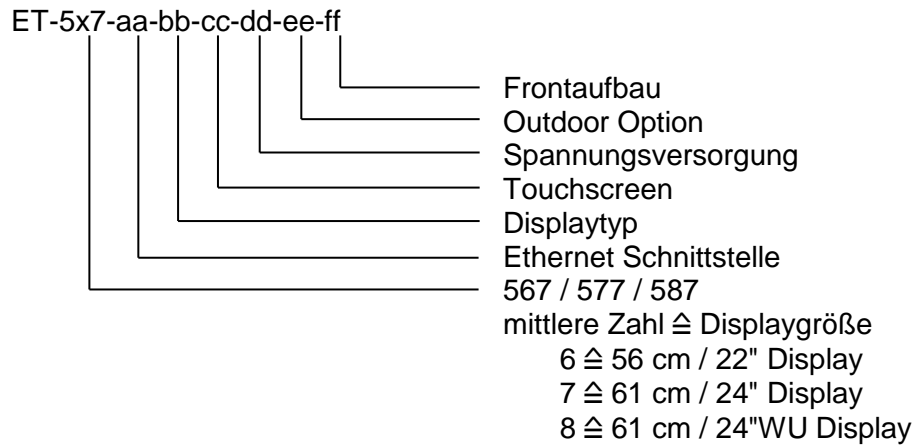 ET-5x7-aa-bb-cc-dd-ee-ff
Frontaufbau
Outdoor Option
Spannungsversorgung
Touchscreen
Displaytyp
Ethernet Schnittstelle
567 / 577 / 587
mittlere Zahl ≙ Displaygröße
6 ≙ 56 cm / 22" Display
7 ≙ 61 cm / 24" Display
8 ≙ 61 cm / 24"WU Display